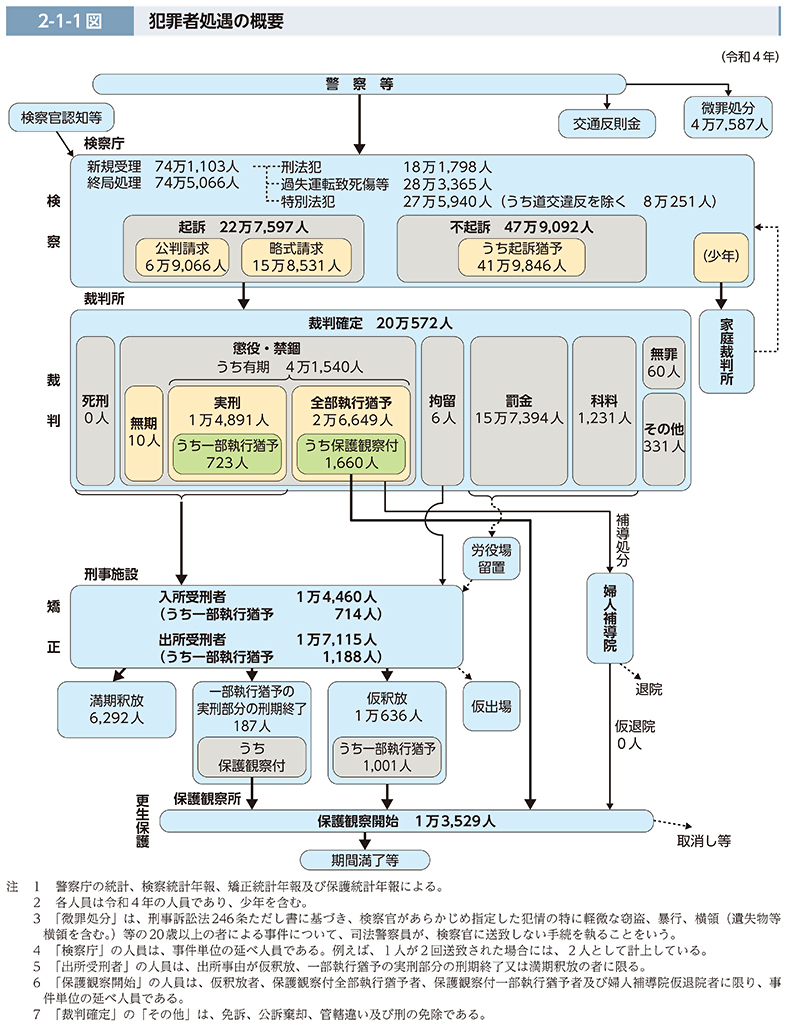 2-1-1図 犯罪者処遇の概要
（令和４年）
警察等
検察官認知等
交通反則金
微罪処分
４万7,587人
検察庁
検察
新規受理 74万1,103人 刑法犯 18万1,798人
終局処理 74万5,066人 過失運転致死傷等 28万3,365人
特別法犯 27万5,940人（うち道交違反を除く ８万251人）
起訴 22万7,597人
公判請求
６万9,066人
略式請求
15万8,531人
不起訴 47万9,092人
うち起訴猶予
41万9,846人
（少年）
家庭裁判所
裁判所
裁判
裁判確定 20万572人
死刑
０人
懲役・禁錮
うち有期 ４万1,540人
無期
10人
実刑
１万4,891人
うち一部執行猶予
723人
全部執行猶予
２万6,649人
うち保護観察付
1,660人
拘留
６人
罰金
15万7,394人
科料
1,231人
無罪
60人
その他
331人
労役場
留置
補導処分
婦人補導院
退院
仮退院
０人
刑事施設
矯正
入所受刑者 １万4,460人
（うち一部執行猶予 714人）
出所受刑者 １万7,115人
（うち一部執行猶予 1,188人）
満期釈放
6,292人
一部執行猶予の
実刑部分の刑期終了
187人
うち
保護観察付
仮釈放
１万636人
うち一部執行猶予
1,001人
仮出場
更生保護
保護観察所
保護観察開始 １万3,529人
取消し等
期間満了等
注 １ 警察庁の統計、検察統計年報、矯正統計年報及び保護統計年報による。
２ 各人員は令和４年の人員であり、少年を含む。
３ 「微罪処分」は、刑事訴訟法246条ただし書に基づき、検察官があらかじめ指定した犯情の特に軽微な窃盗、暴行、横領（遺失物等
横領を含む。）等の20歳以上の者による事件について、司法警察員が、検察官に送致しない手続を執ることをいう。
４ 「検察庁」の人員は、事件単位の延べ人員である。例えば、１人が２回送致された場合には、２人として計上している。
５ 「出所受刑者」の人員は、出所事由が仮釈放、一部執行猶予の実刑部分の刑期終了又は満期釈放の者に限る。
６ 「保護観察開始」の人員は、仮釈放者、保護観察付全部執行猶予者、保護観察付一部執行猶予者及び婦人補導院仮退院者に限り、事
件単位の延べ人員である。
７ 「裁判確定」の「その他」は、免訴、公訴棄却、管轄違い及び刑の免除である。